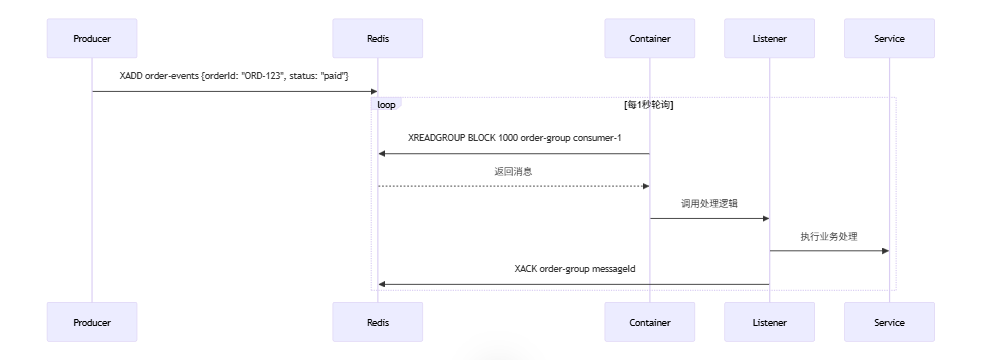 Producer
Redis
Container
Listener
Service
XADD order-events {orderId: "ORD-123", status: "paid"}
loop
[每1秒轮询]
XREADGROUP BLOCK 1000 order-group consumer-1
返回消息
调用处理逻辑
执行业务处理
XACK order-group messageId
Producer
Redis
Container
Listener
Service